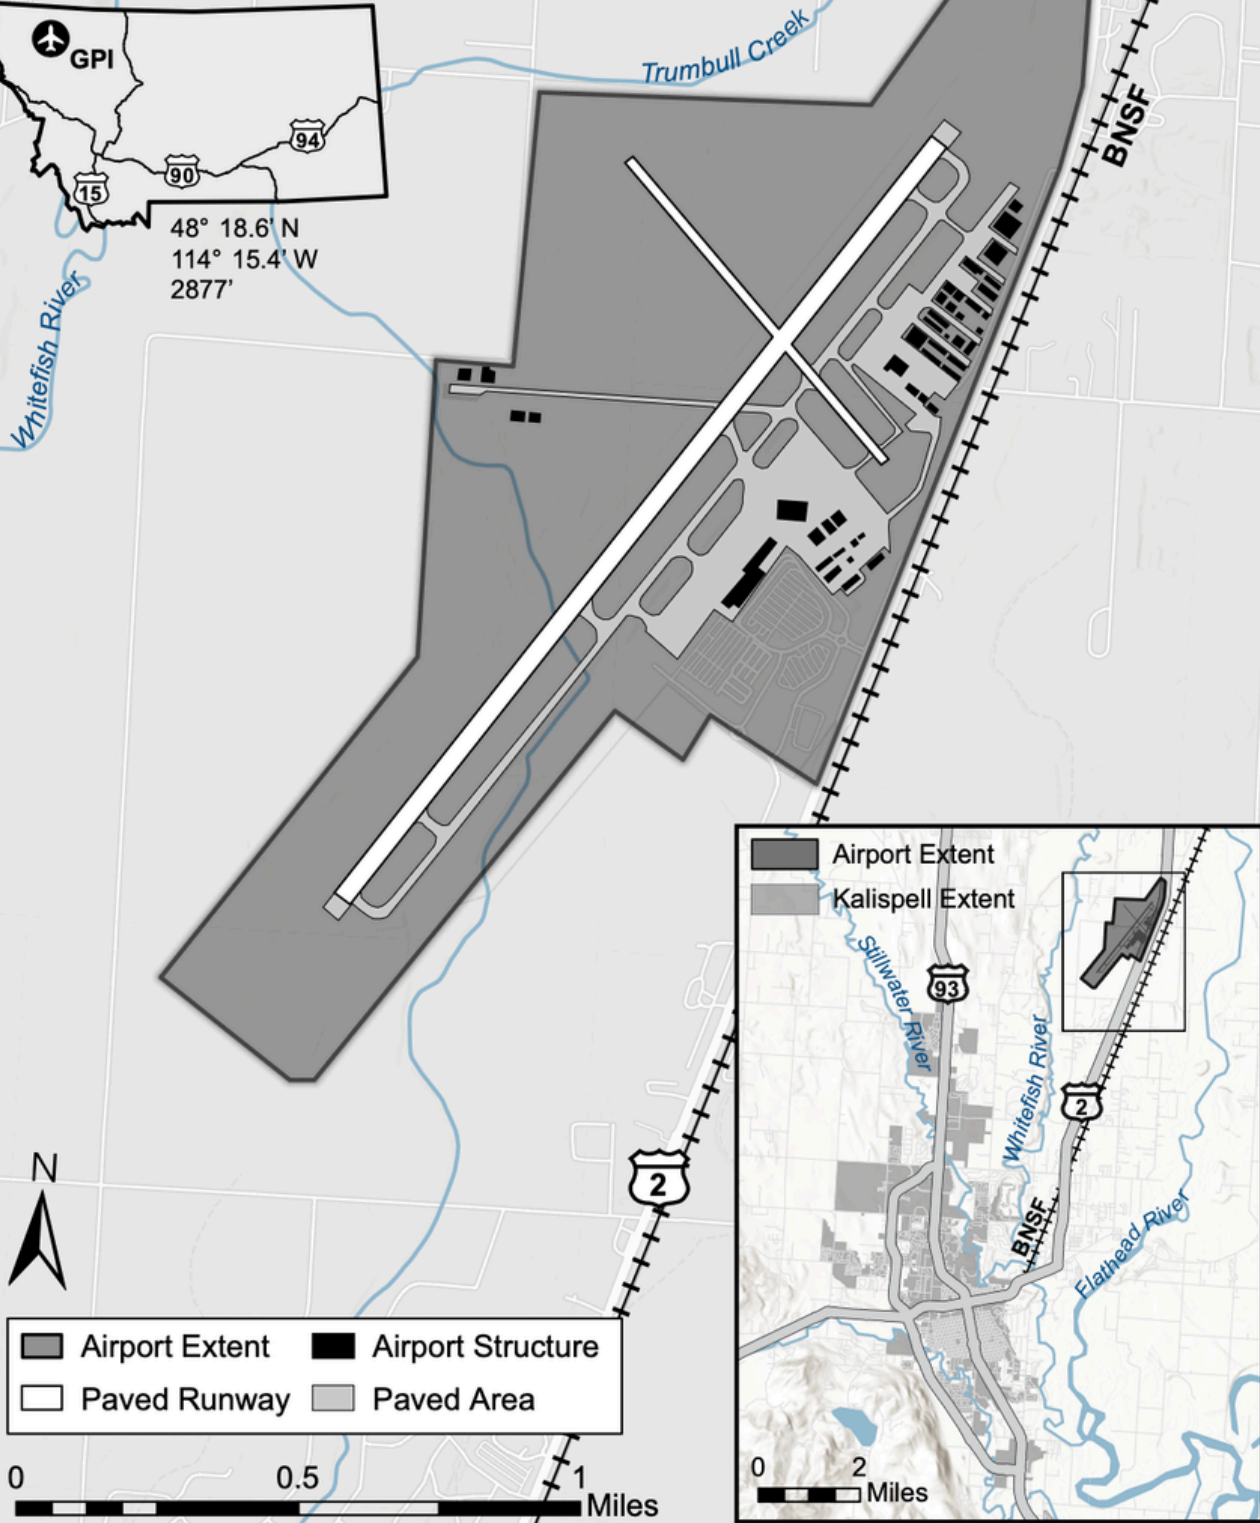 Trumbull Creek
GPI
BNSF
94
90
15
48° 18.6' N
114° 15.4' W
2877'
Whitefish River
Airport Extent
Kalispell Extent
Stillwater River
93
Whitefish River
2
BNSF
Flathead River
0 2
Miles
N
2
Airport Extent
Airport Structure
Paved Runway
Paved Area
0 0.5 1
Miles